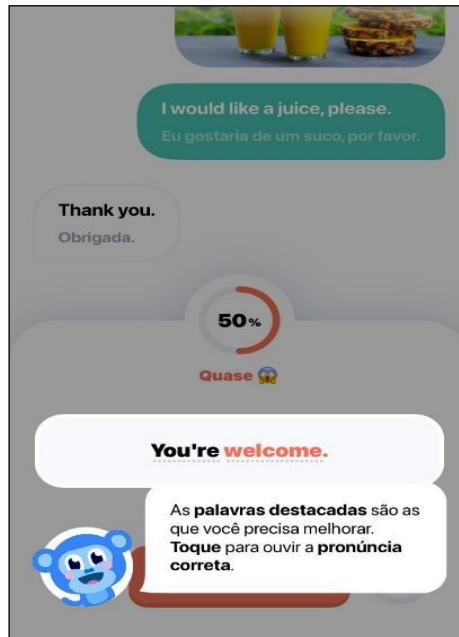 I would like a juice, please.
Eu gostaria de um suco, por favor.
Thank you.
Obrigada.
50%
Quase 😱
You're welcome.
As palavras destacadas são as
que você precisa melhorar.
Toque para ouvir a pronúncia
correta.